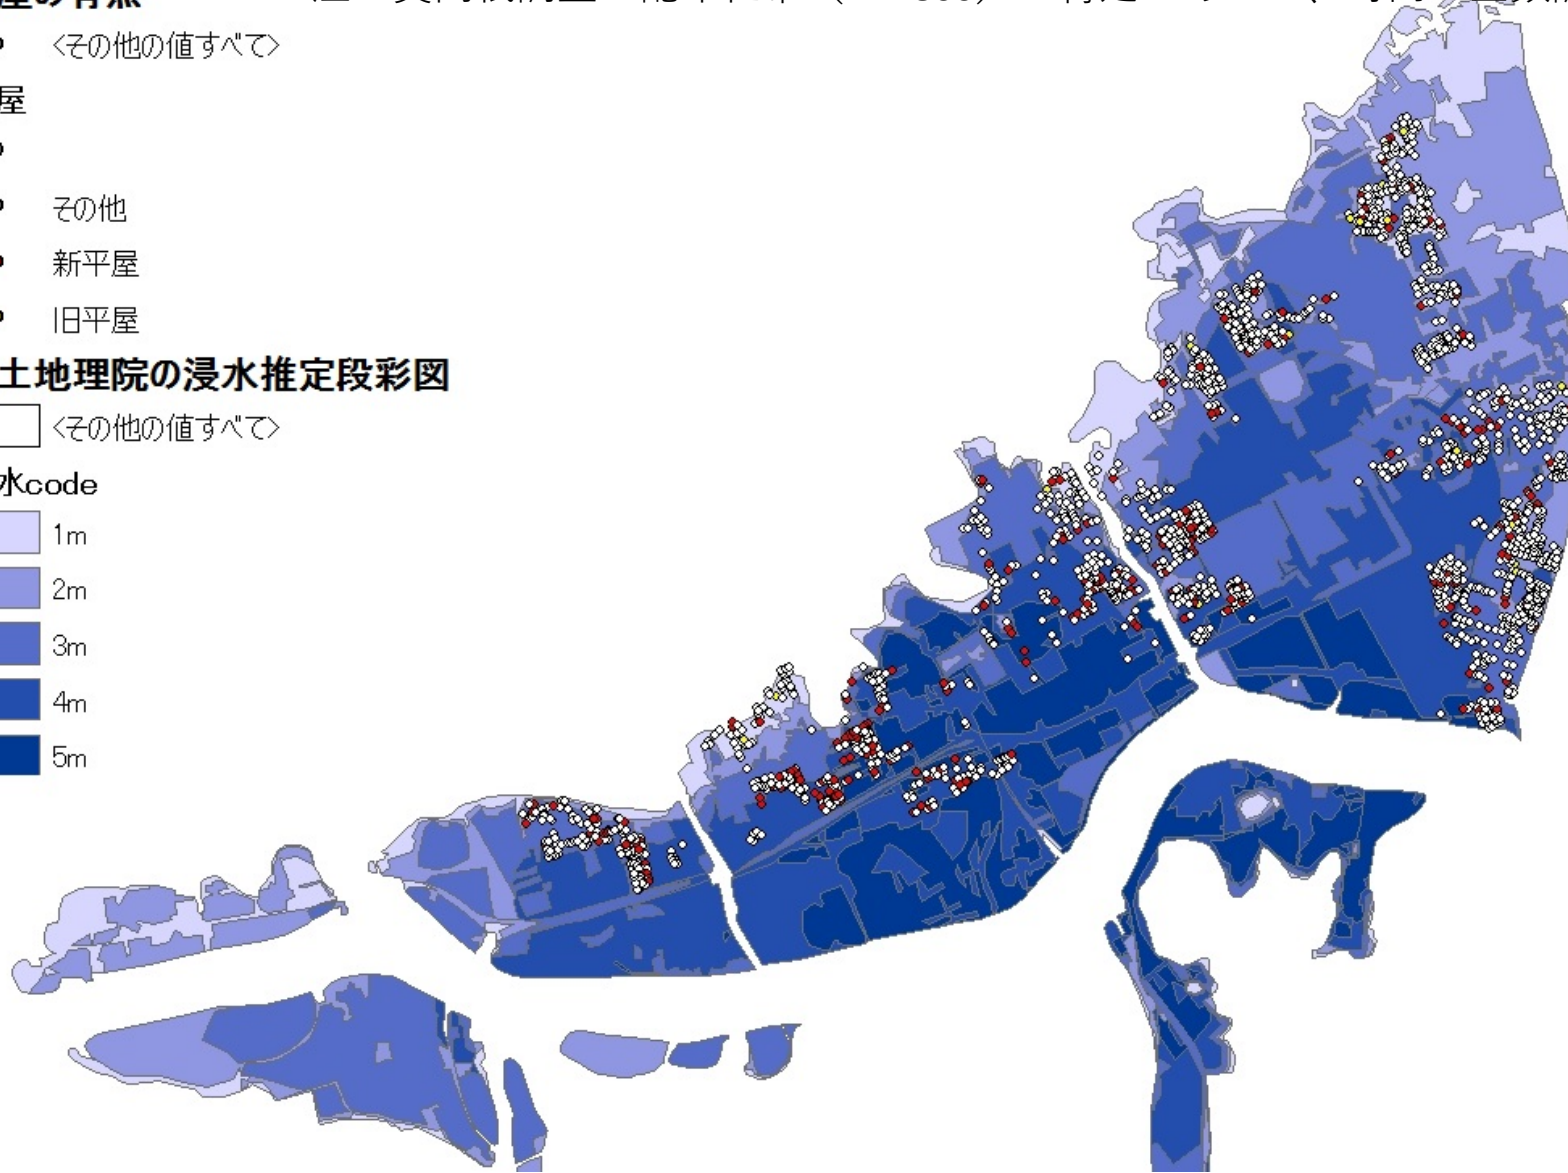 <その他の値すべて>
屋
その他
新平屋
旧平屋
土地理院の浸水推定段彩図
<その他の値すべて>
水code
1m
2m
3m
4m
5m